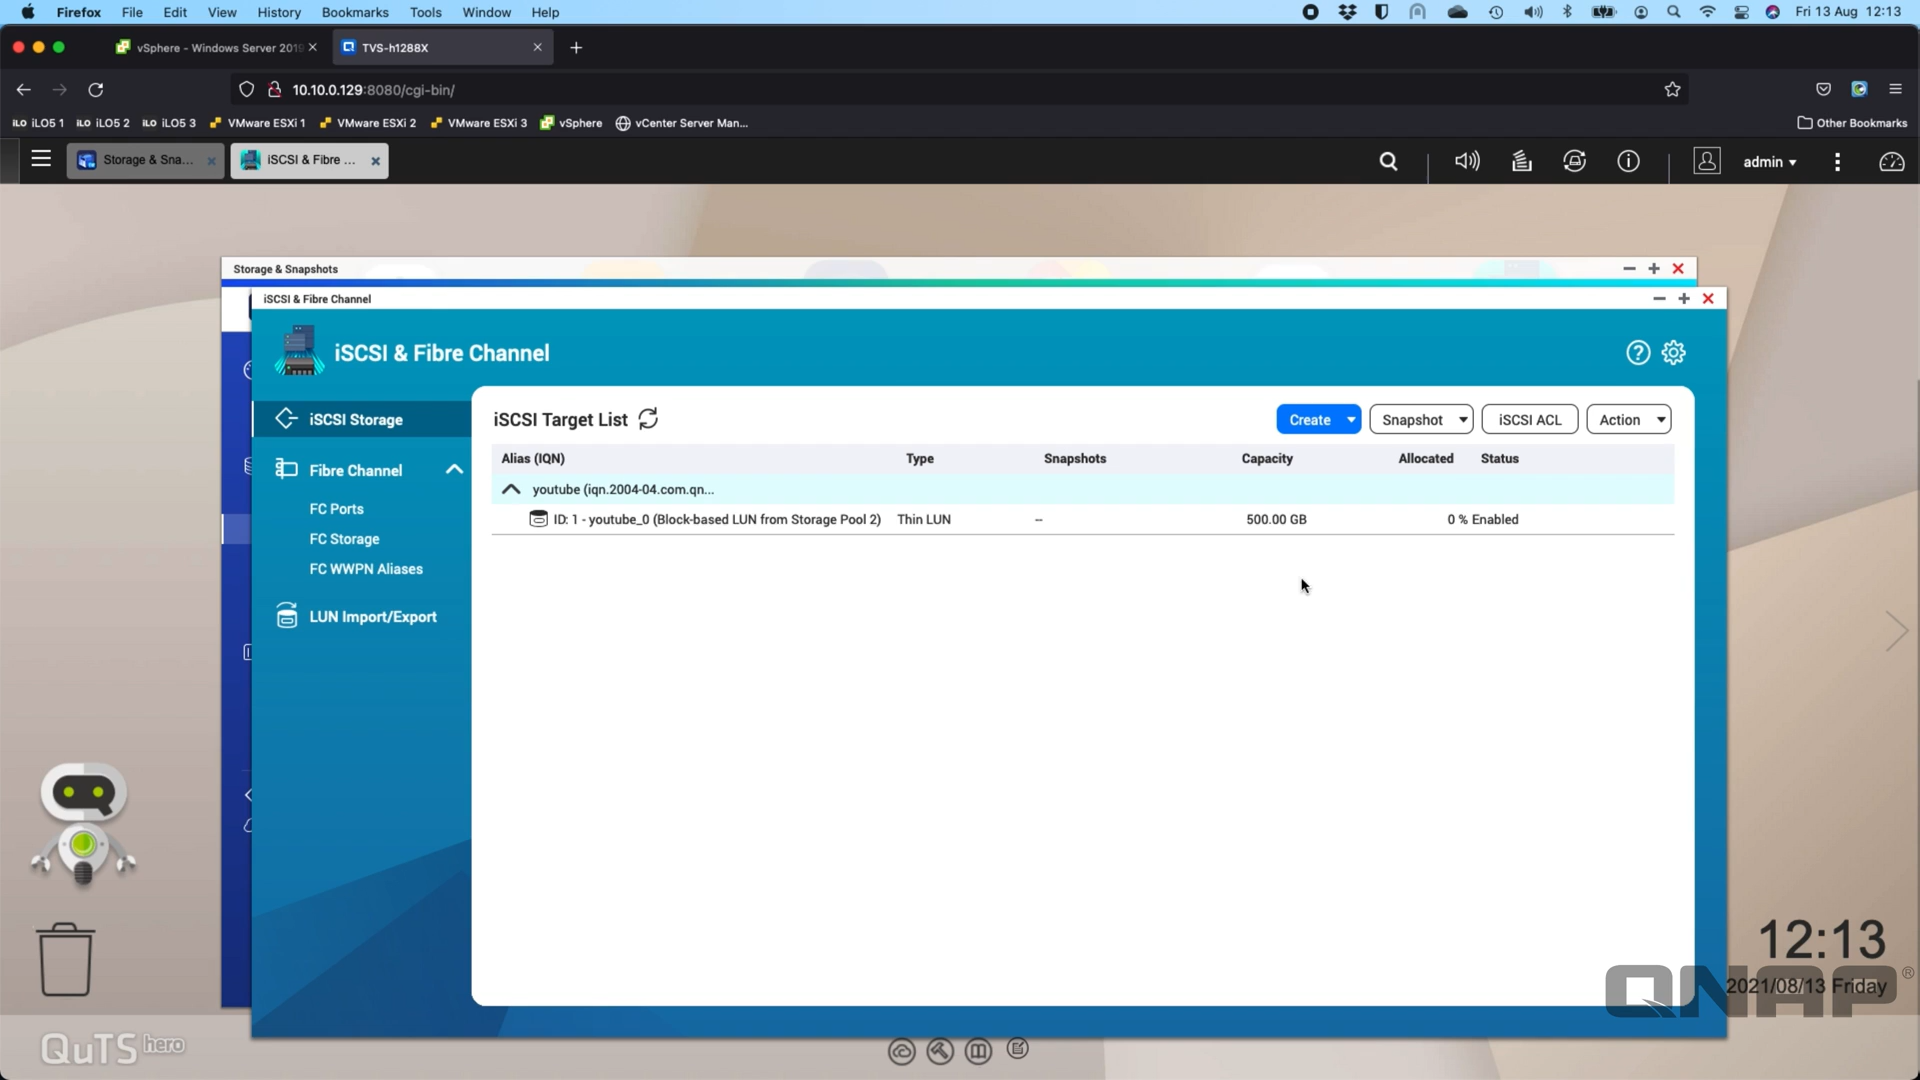 Firefox File Edit View History Bookmarks Tools Window Help Fri 13 Aug 12:13
vSphere - Windows Server 2019 TVS-h1288X
10.10.0.129:8080/cgi-bin/
iLO iLO5 1 iLO iLO5 2 iLO iLO5 3 VMware ESXi 1 VMware ESXi 2 VMware ESXi 3 vSphere vCenter Server Man... Other Bookmarks
Storage & Sna... iSCSI & Fibre ... admin
Storage & Snapshots
iSCSI & Fibre Channel
iSCSI & Fibre Channel
iSCSI Storage
Fibre Channel
FC Ports
FC Storage
FC WWPN Aliases
LUN Import/Export
iSCSI Target List Create Snapshot iSCSI ACL Action
Alias (IQN) Type Snapshots Capacity Allocated Status
youtube (iqn.2004-04.com.qn...
ID: 1 - youtube_0 (Block-based LUN from Storage Pool 2) Thin LUN -- 500.00 GB 0 % Enabled
12:13
2021/08/13 Friday
QNAP®
QuTS hero